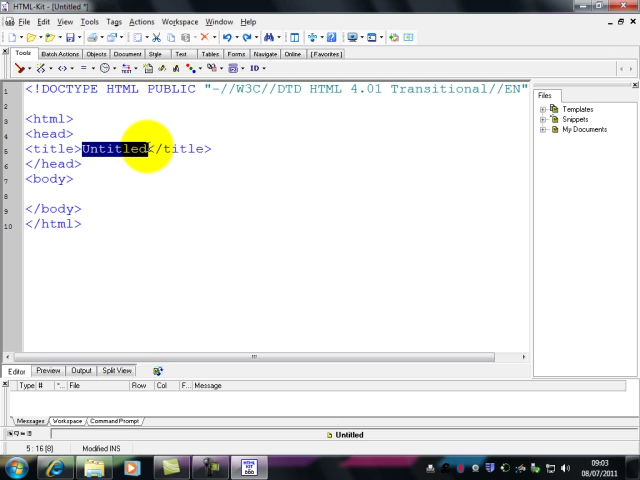 HTML-Kit - [Untitled *]
File Edit View Tools Tags Actions Workspace Window Help
Tools Batch Actions Objects Document Style Text Tables Forms Navigate Online [Favorites]
ID
1 <!DOCTYPE HTML PUBLIC "-//W3C//DTD HTML 4.01 Transitional//EN"
2
3 <html>
4 <head>
5 <title>Untitled</title>
6 </head>
7 <body>
8
9 </body>
10 </html>
Files
Templates
Snippets
My Documents
Editor Preview Output Split View
Type # "... File Row Col F... Message
Messages Workspace Command Prompt
Untitled
5 : 16 [8] Modified INS
HTML KIT
09:03
08/07/2011